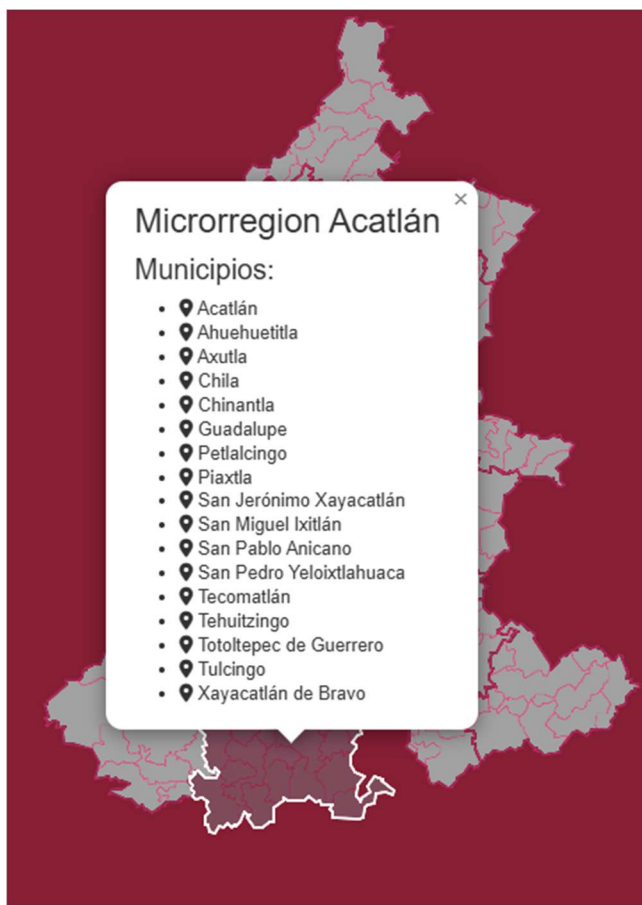 ×
Microrregion Acatlán
Municipios:
Acatlán
Ahuehuetitla
Axutla
Chila
Chinantla
Guadalupe
Petlalcingo
Piaxtla
San Jerónimo Xayacatlán
San Miguel Ixitlán
San Pablo Anicano
San Pedro Yeloixtlahuaca
Tecomatlán
Tehuitzingo
Totoltepec de Guerrero
Tulcingo
Xayacatlán de Bravo